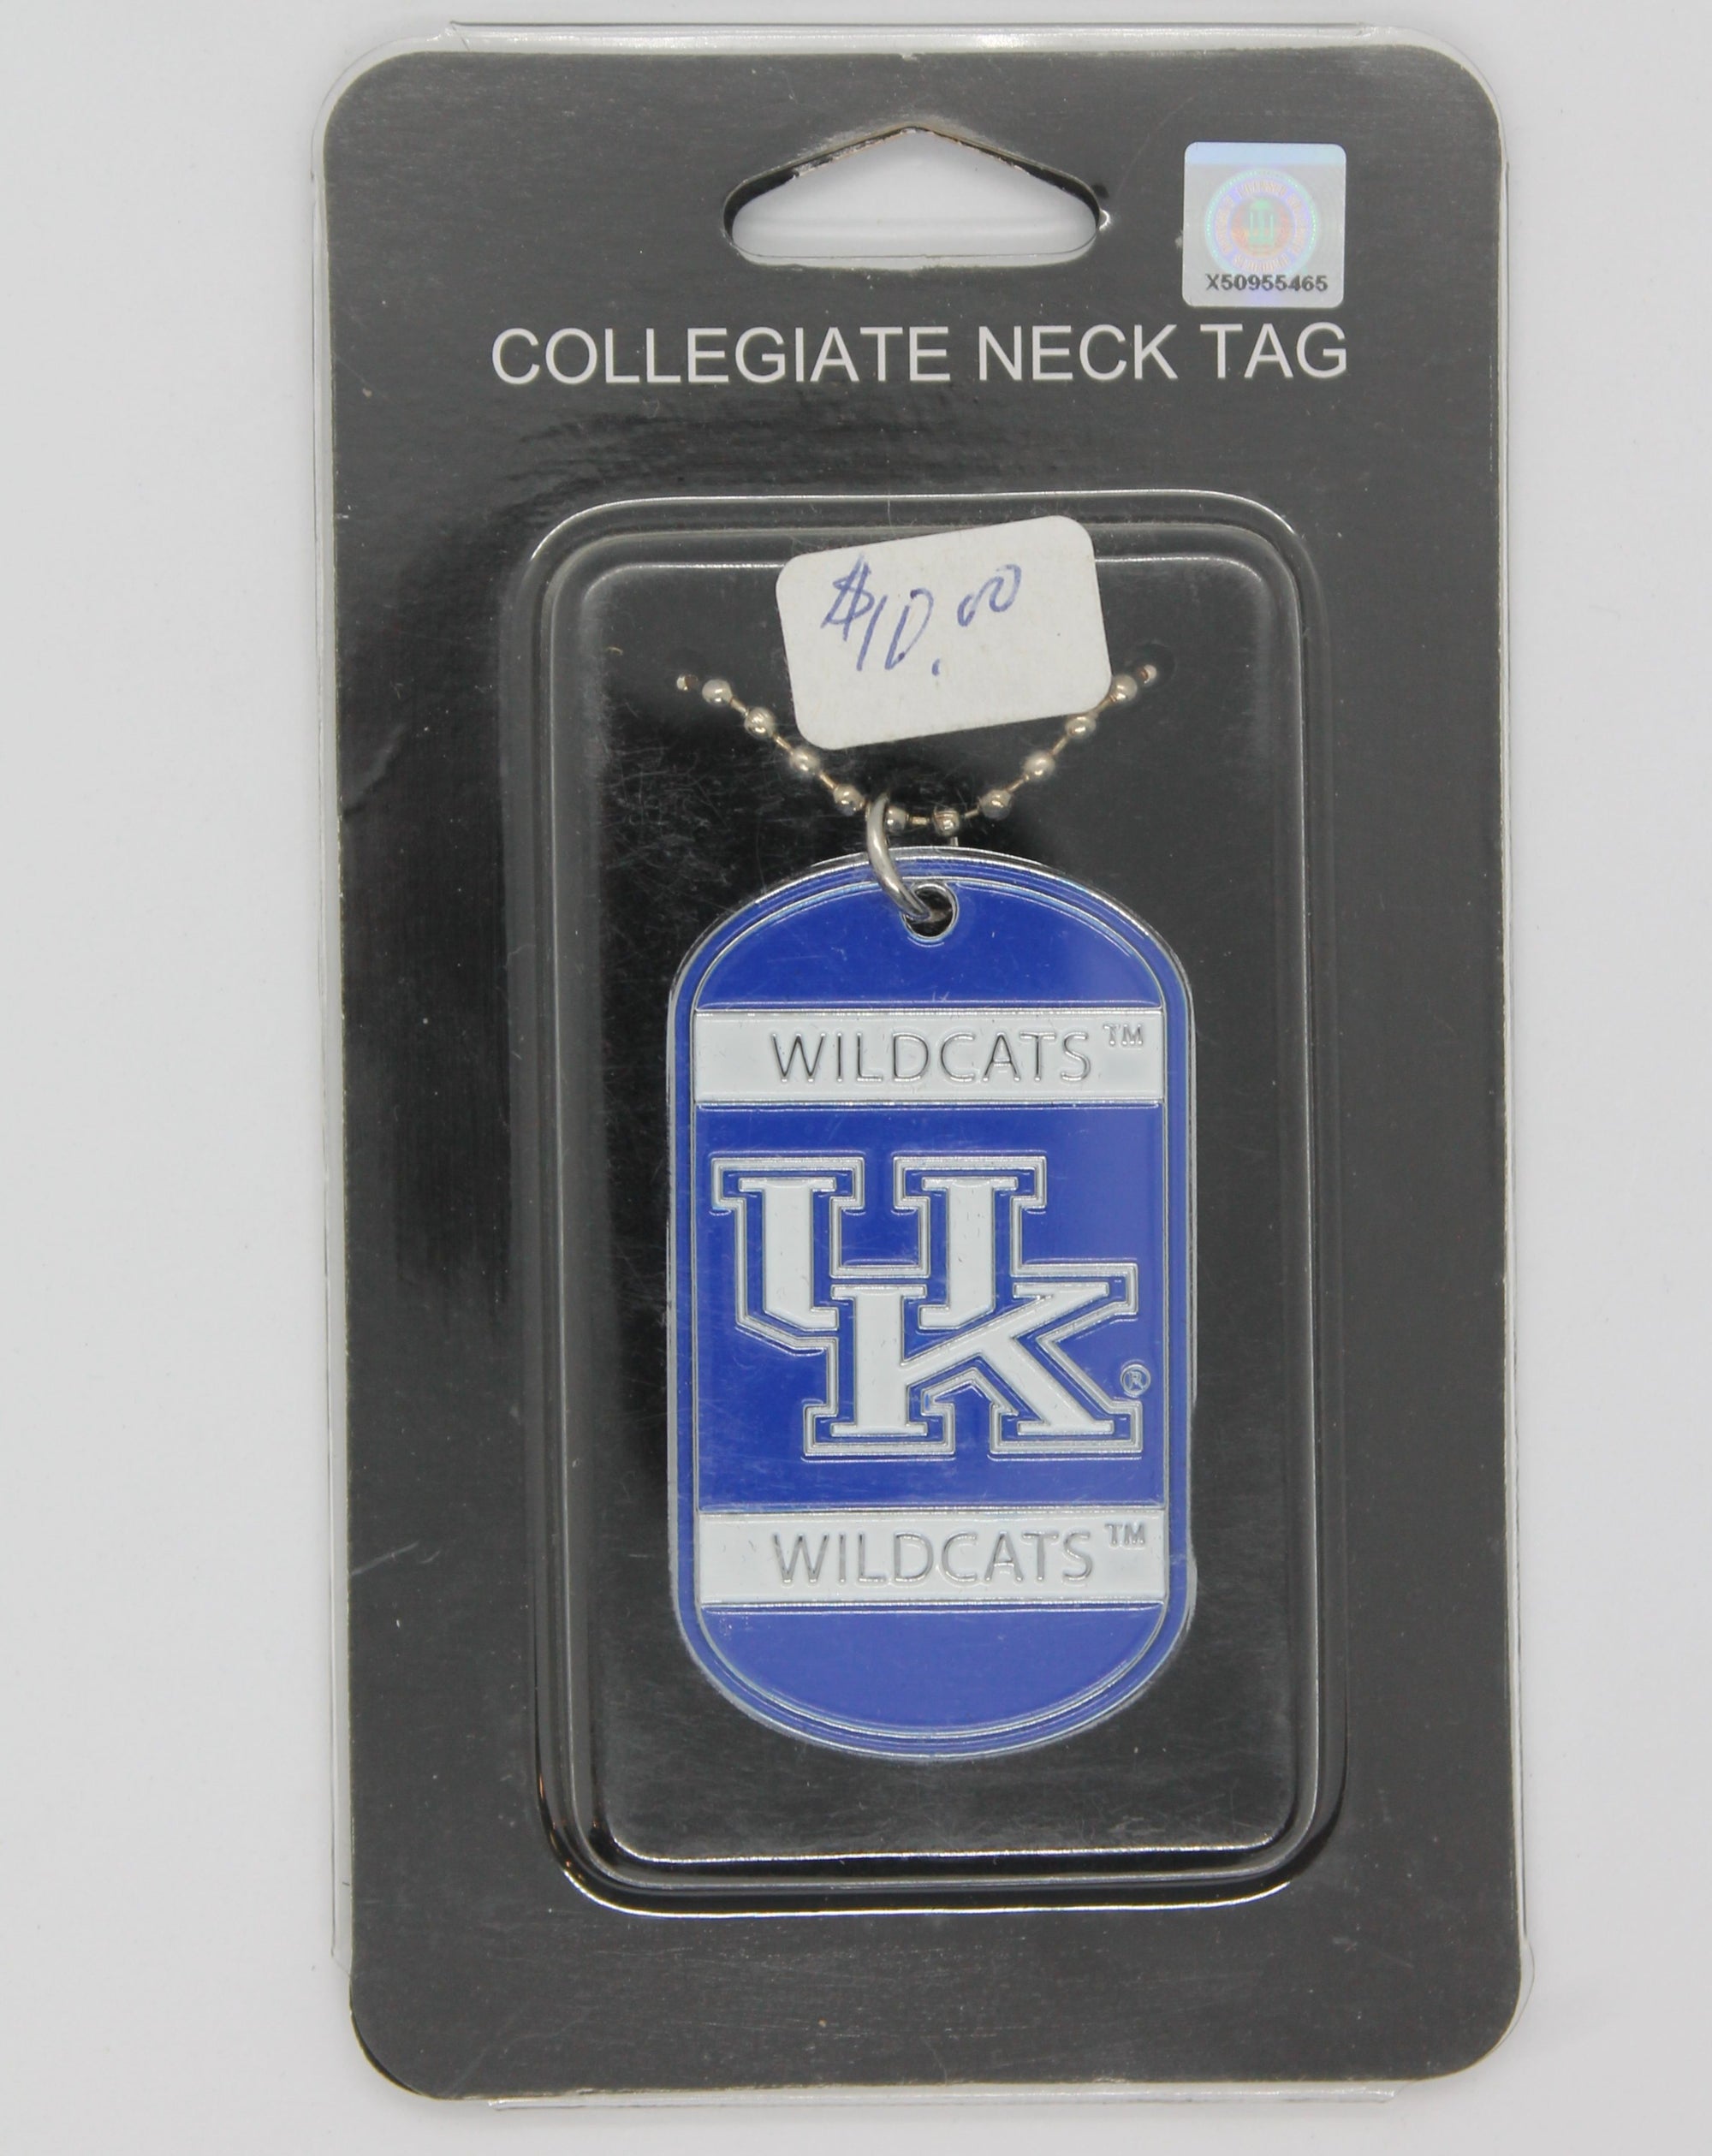 X50955465
COLLEGIATE NECK TAG
$10.00
WILDCATS™
UK®
WILDCATS™